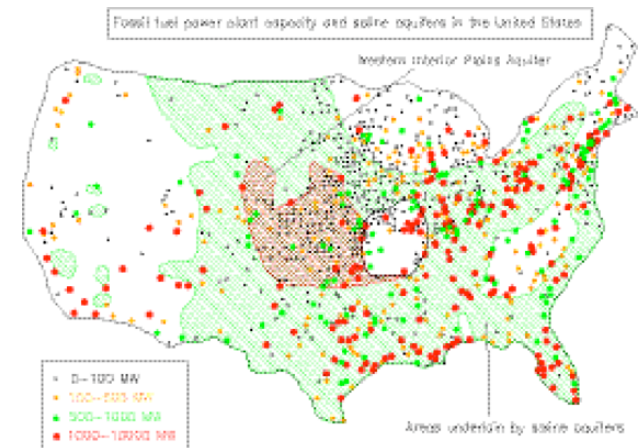 Fossil fuel power plant capacity and saline aquifers in the United States
Western Interior Plains Aquifer
0-100 MW
100-500 MW
500-1000 MW
1000-10000 MW
Areas underlain by saline aquifers